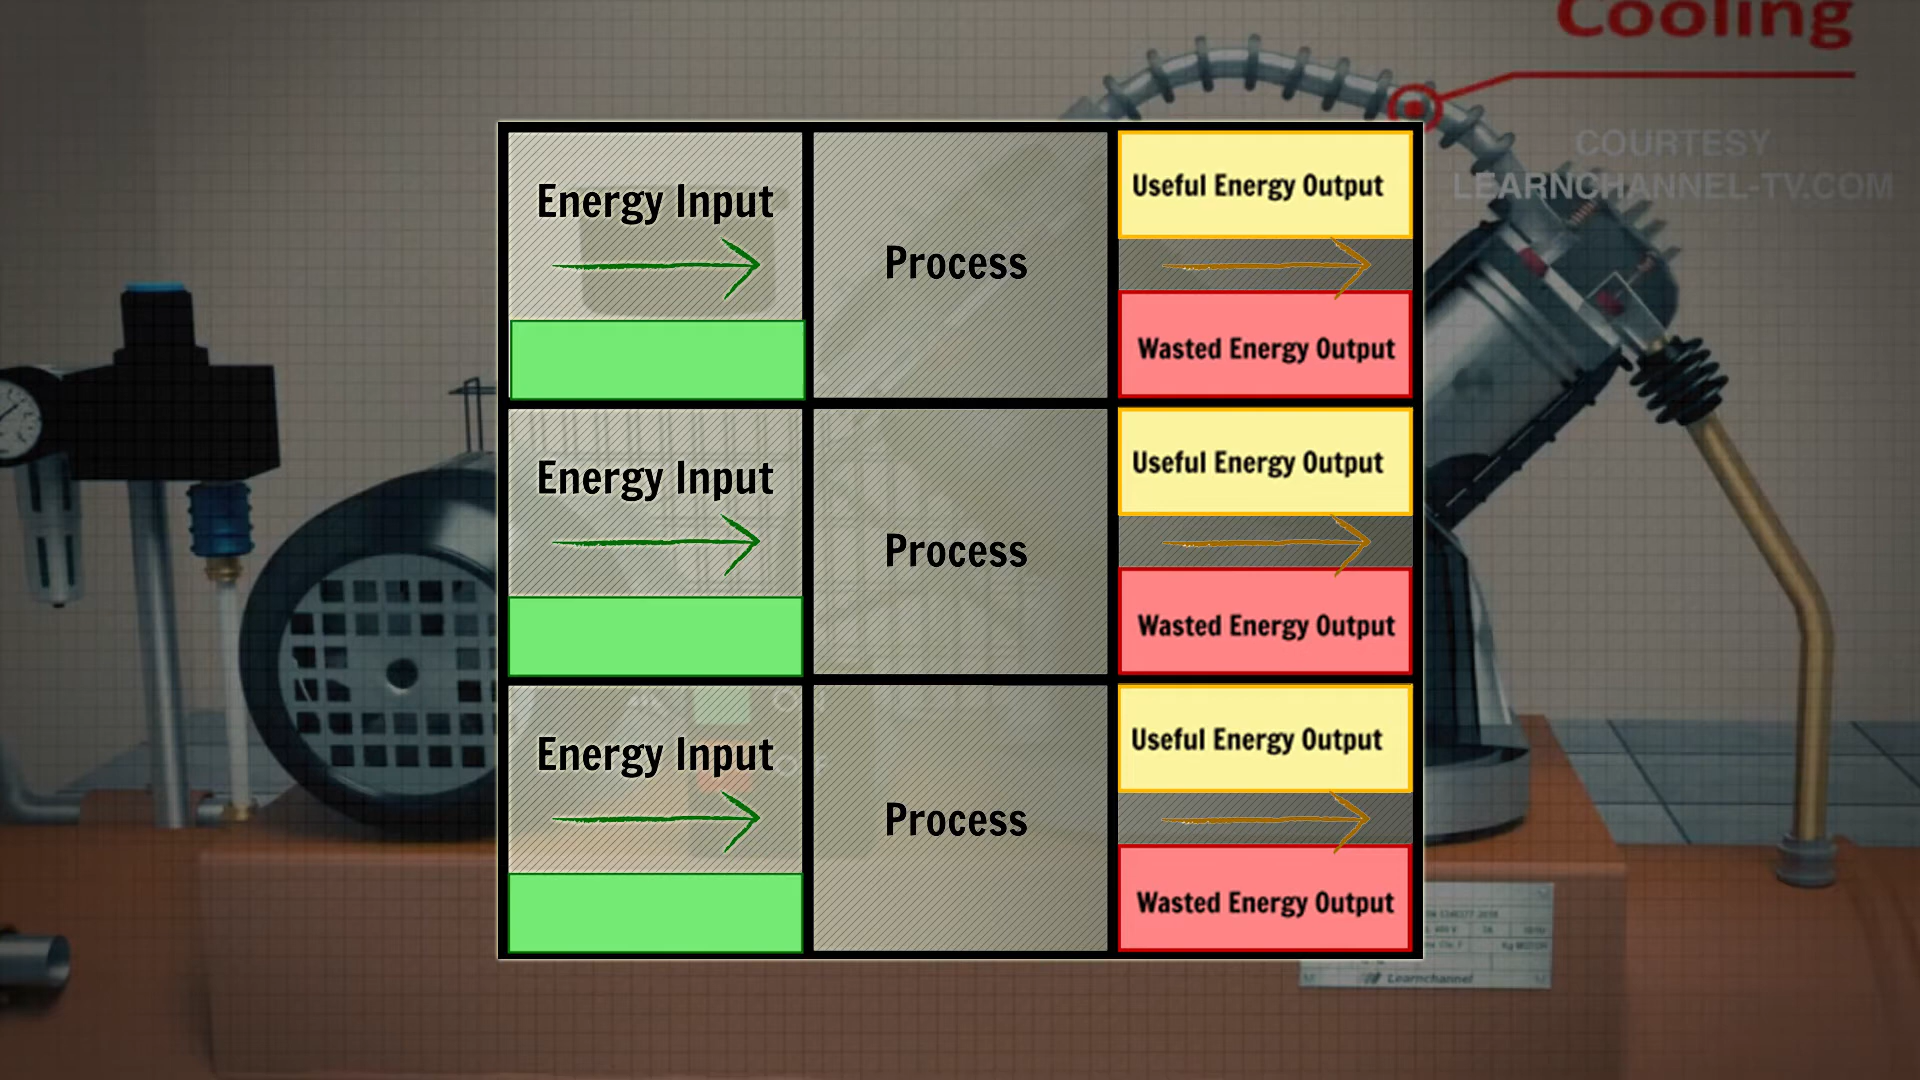 Cooling
COURTESY
LEARNCHANNEL-TV.COM
Energy Input
Process
Useful Energy Output
Wasted Energy Output
Energy Input
Process
Useful Energy Output
Wasted Energy Output
Energy Input
Process
Useful Energy Output
Wasted Energy Output
Learnchannel